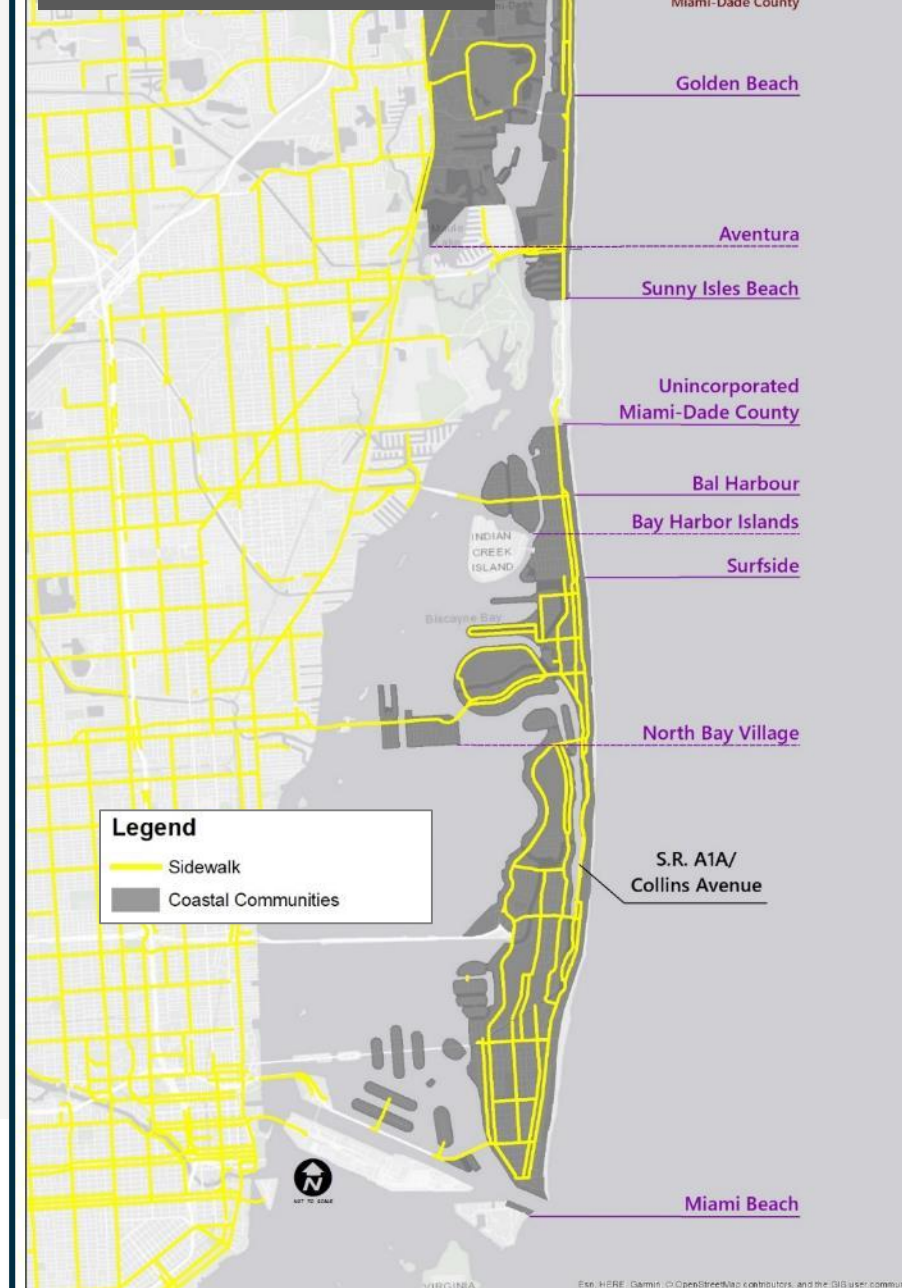 Miami-Dade County
Golden Beach
Aventura
Sunny Isles Beach
Unincorporated
Miami-Dade County
Bal Harbour
Bay Harbor Islands
INDIAN
CREEK
ISLAND
Surfside
Biscayne Bay
North Bay Village
Legend
Sidewalk
Coastal Communities
S.R. A1A/
Collins Avenue
N
NOT TO SCALE
Miami Beach
VIRGINIA
Esri, HERE, Garmin, © OpenStreetMap contributors, and the GIS user commu